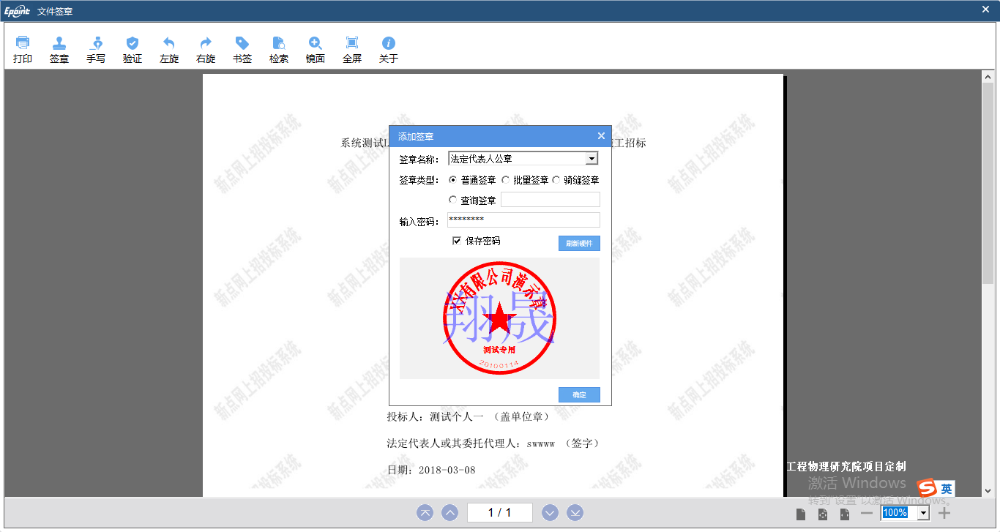 Epoint 文件签章
打印 签章 手写 验证 左旋 右旋 书签 检索 镜面 全屏 关于
系统测试
工招标
添加签章
签章名称： 法定代表人公章
签章类型： 普通签章 批量签章 骑缝签章
查询签章
输入密码： ********
保存密码 刷新硬件
XX有限公司演示章
翔晟
测试专用
20100114
确定
投标人：测试个人一 （盖单位章）
法定代表人或其委托代理人：swwww （签字）
日期：2018-03-08
新点网上招投标系统
工程物理研究院项目定制
激活 Windows
转到"设置"以激活 Windows。
英
1 / 1
100%